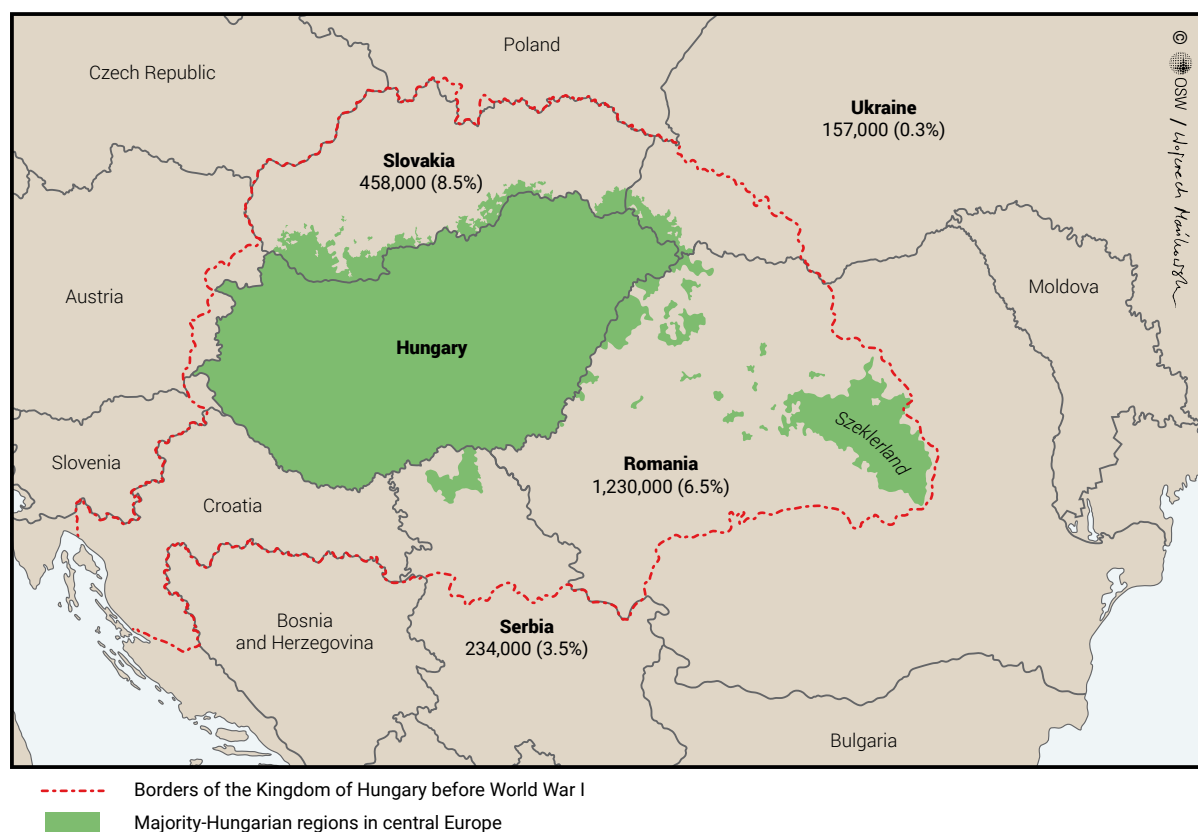 Poland
Czech Republic
© OSW / Wojciech Mańkowski
Ukraine
157,000 (0.3%)
Slovakia
458,000 (8.5%)
Austria
Moldova
Hungary
Szeklerland
Slovenia
Romania
1,230,000 (6.5%)
Croatia
Bosnia
and Herzegovina
Serbia
234,000 (3.5%)
Bulgaria
Borders of the Kingdom of Hungary before World War I
Majority-Hungarian regions in central Europe